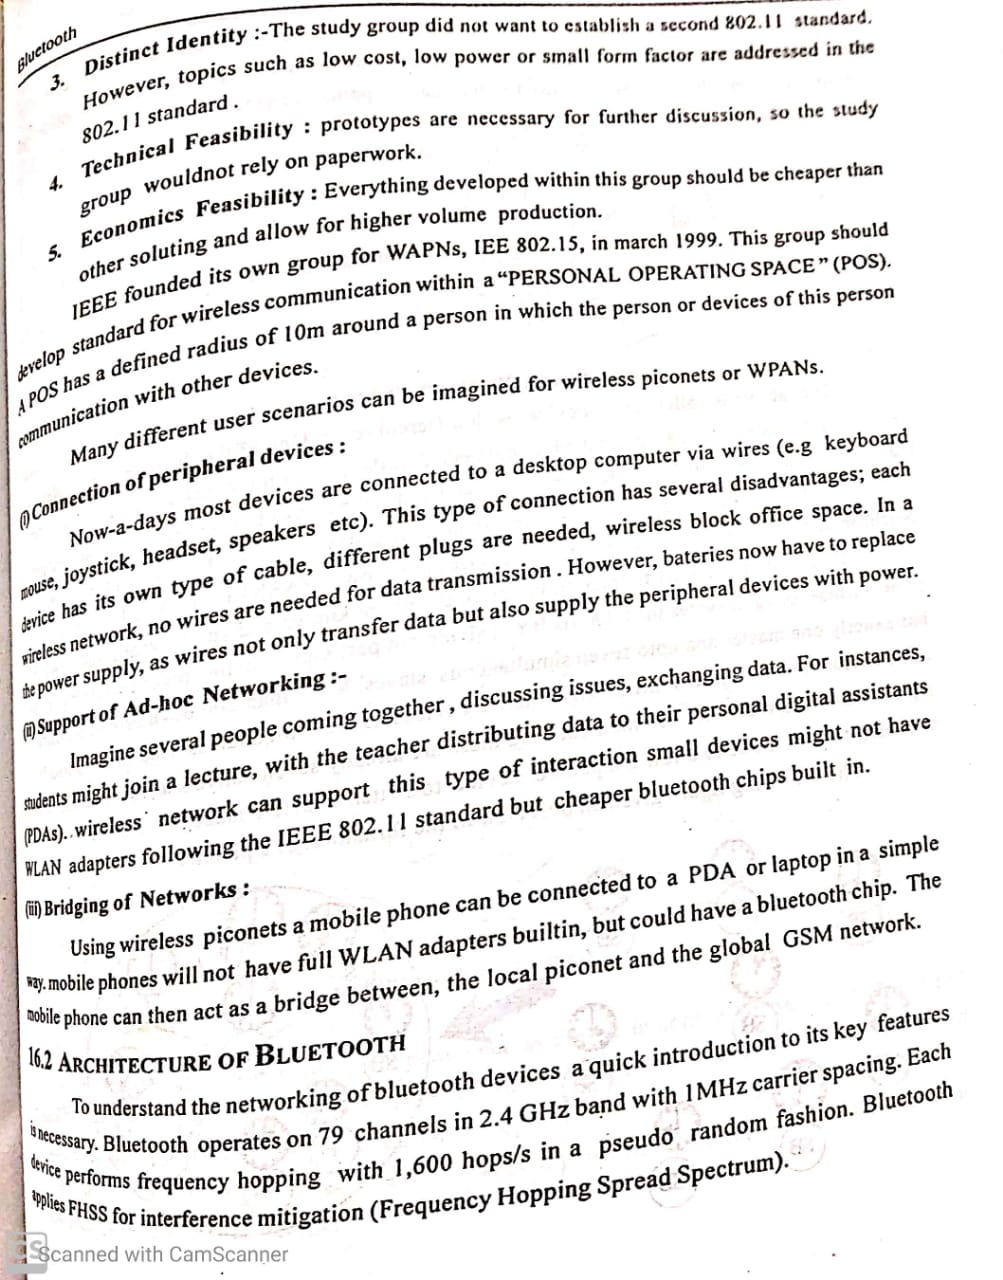 Bluetooth
3. Distinct Identity :-The study group did not want to establish a second 802.11 standard.
However, topics such as low cost, low power or small form factor are addressed in the
802.11 standard .
4. Technical Feasibility : prototypes are necessary for further discussion, so the study
group wouldnot rely on paperwork.
5. Economics Feasibility : Everything developed within this group should be cheaper than
other soluting and allow for higher volume production.
IEEE founded its own group for WAPNs, IEE 802.15, in march 1999. This group should
develop standard for wireless communication within a “PERSONAL OPERATING SPACE” (POS).
A POS has a defined radius of 10m around a person in which the person or devices of this person
communication with other devices.
Many different user scenarios can be imagined for wireless piconets or WPANs.
(i) Connection of peripheral devices :
Now-a-days most devices are connected to a desktop computer via wires (e.g keyboard
mouse, joystick, headset, speakers etc). This type of connection has several disadvantages; each
device has its own type of cable, different plugs are needed, wireless block office space. In a
wireless network, no wires are needed for data transmission . However, bateries now have to replace
the power supply, as wires not only transfer data but also supply the peripheral devices with power.
(ii) Support of Ad-hoc Networking :-
Imagine several people coming together , discussing issues, exchanging data. For instances,
students might join a lecture, with the teacher distributing data to their personal digital assistants
(PDAs). . wireless network can support this type of interaction small devices might not have
WLAN adapters following the IEEE 802.11 standard but cheaper bluetooth chips built in.
(iii) Bridging of Networks :
Using wireless piconets a mobile phone can be connected to a PDA or laptop in a simple
way. mobile phones will not have full WLAN adapters builtin, but could have a bluetooth chip. The
mobile phone can then act as a bridge between, the local piconet and the global GSM network.
16.2 ARCHITECTURE OF BLUETOOTH
To understand the networking of bluetooth devices a quick introduction to its key features
is necessary. Bluetooth operates on 79 channels in 2.4 GHz band with 1MHz carrier spacing. Each
device performs frequency hopping with 1,600 hops/s in a pseudo random fashion. Bluetooth
applies FHSS for interference mitigation (Frequency Hopping Spread Spectrum).
CS Scanned with CamScanner